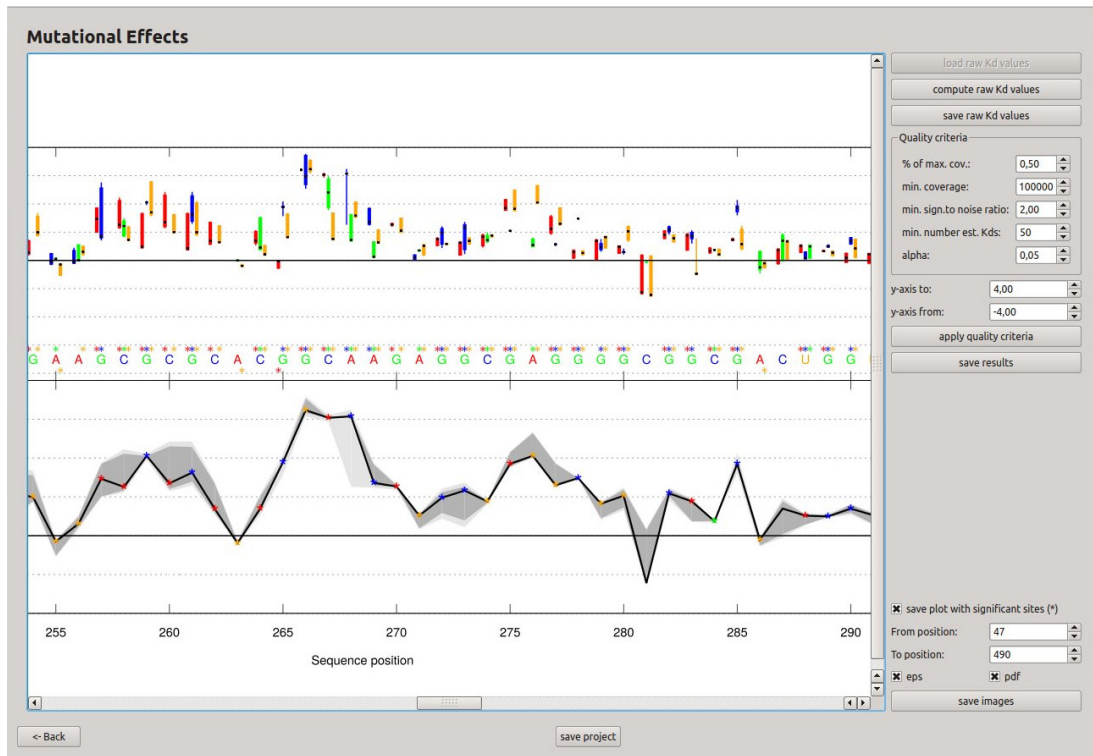 Mutational Effects
load raw Kd values
compute raw Kd values
save raw Kd values
Quality criteria
% of max. cov.: 0,50
min. coverage: 100000
min. sign.to noise ratio: 2,00
min. number est. Kds: 50
alpha: 0,05
y-axis to: 4,00
y-axis from: -4,00
apply quality criteria
save results
G A A G C G C G C A C G G C A A G A G G C G A G G G G C G G C G A C U G G
255 260 265 270 275 280 285 290
Sequence position
save plot with significant sites (*)
From position: 47
To position: 490
eps pdf
save images
<- Back
save project